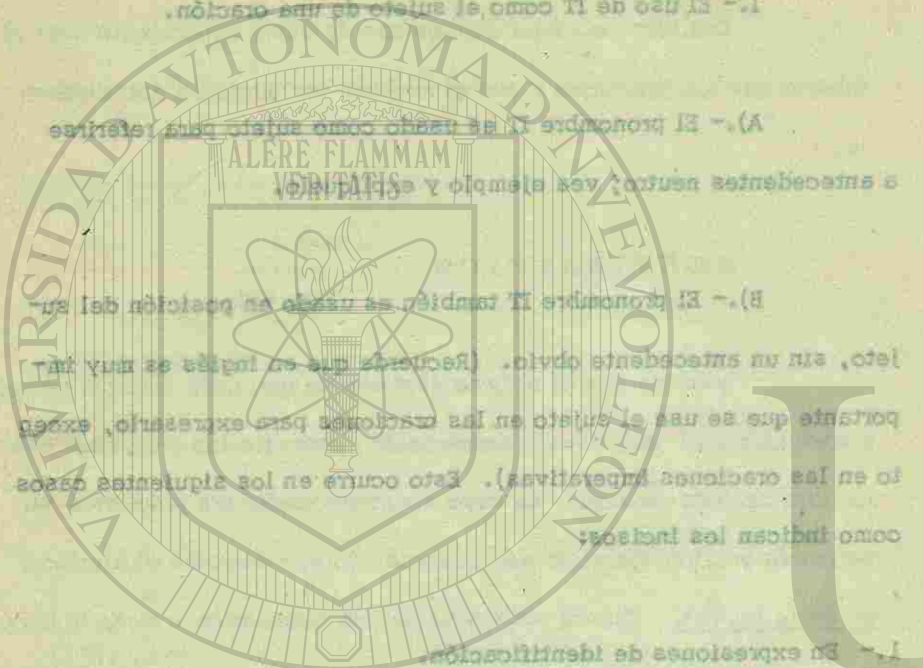 1.- El uso de IT como el sujeto de una oración.
A).- El pronombre IT es usado como sujeto para referirse
a antecedentes neutro; vea ejemplo y explíquelo.
B).- El pronombre IT también es usado en posición del su-
jeto, sin un antecedente obvio. (Recuerde que en inglés es muy im-
portante que se use el sujeto en las oraciones para expresarlo, excep
to en las oraciones imperativas). Esto ocurre en los siguientes casos
como indican los incisos:
1.- En expresiones de identificación.
UNIVERSIDAD AVTONOMA DE NVEVO LEON
ALERE FLAMMAM
VERITATIS
U